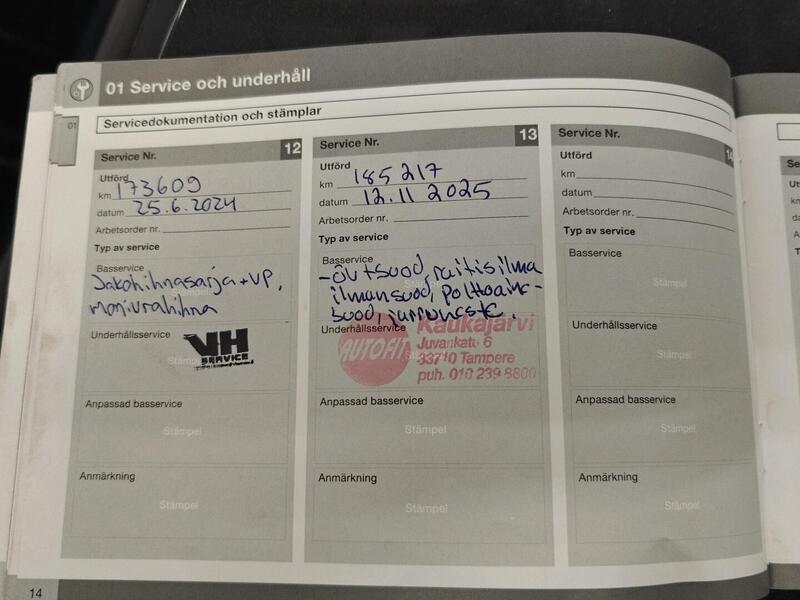 01 Service och underhåll
01
Servicedokumentation och stämplar
Service Nr. 12
Utförd
km 173609
datum 25.6.2024
Arbetsorder nr.
Typ av service
Basservice
Jakohihnasarja + VP,
moniurahihna
Underhållsservice
Stämpel
VH
SERVICE
Anpassad basservice
Stämpel
Anmärkning
Stämpel
14
Service Nr. 13
Utförd
km 185217
datum 12.11 2025
Arbetsorder nr.
Typ av service
Basservice
-öv+suod, raitisilma
ilmansuod, polttoaine-
suod, jarruneste.
Underhållsservice
AUTOFIT
Kaukajärvi
Juvankatu 6
33710 Tampere
puh. 010 239 8800
Anpassad basservice
Stämpel
Anmärkning
Stämpel
Service Nr.
Utförd
km
datum
Arbetsorder nr.
Typ av service
Basservice
Stämpel
Underhållsservice
Stämpel
Anpassad basservice
Stämpel
Anmärkning
Stämpel